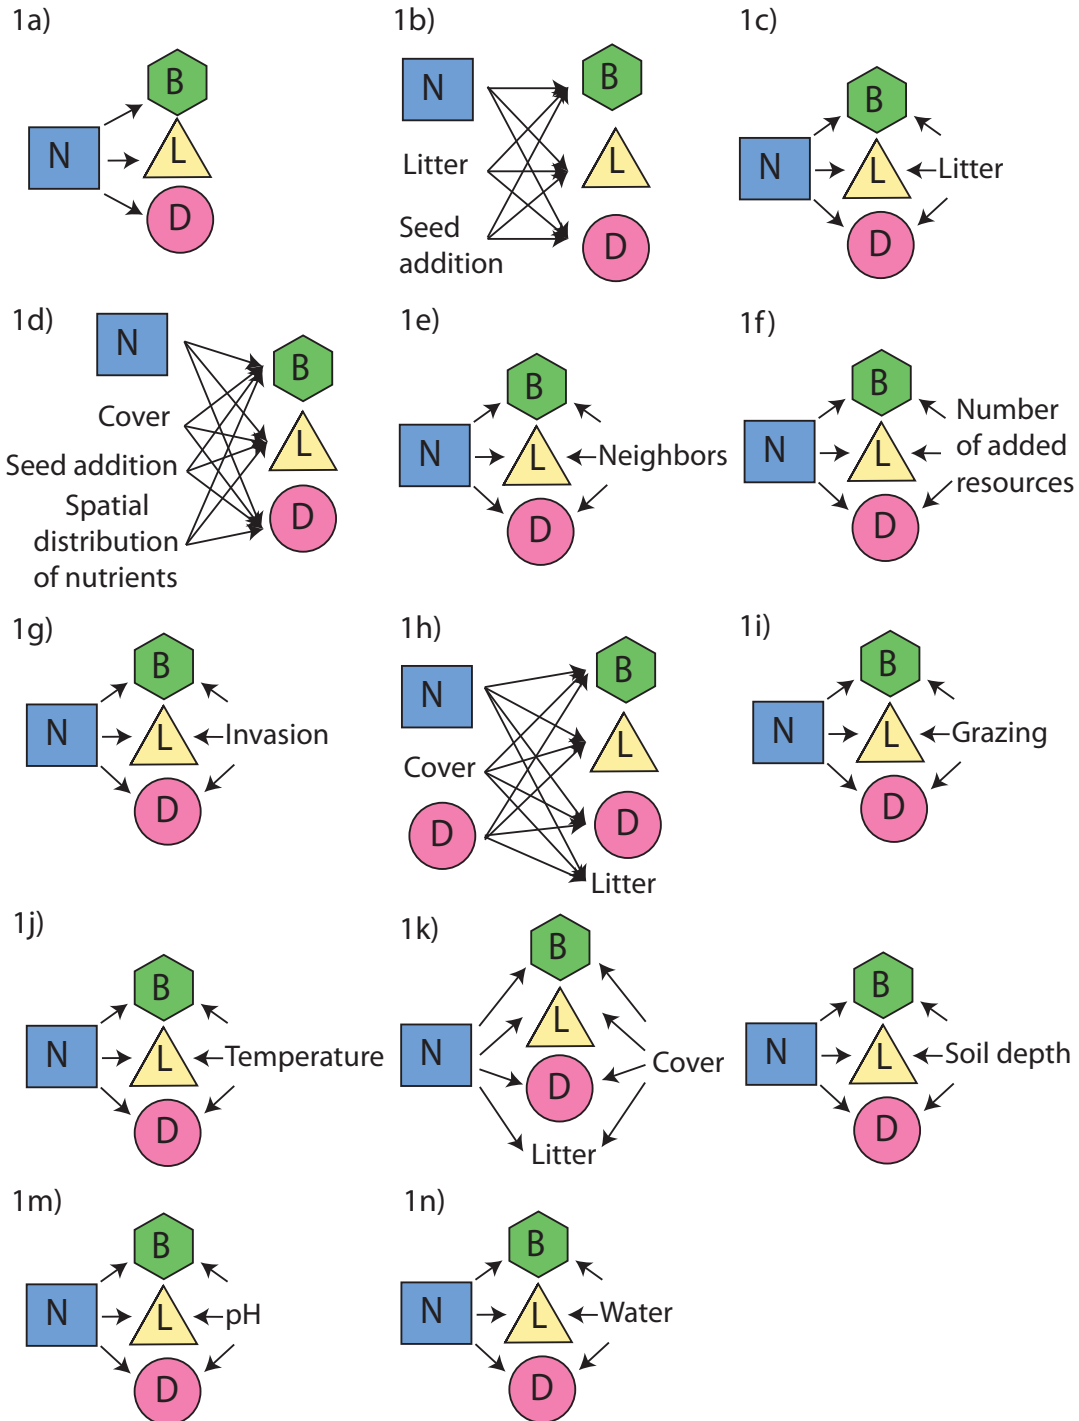 1a)
B
N
L
D
1b)
B
N
Litter
L
Seed
addition
D
1c)
B
N
L
Litter
D
1d)
N
B
Cover
L
Seed addition
Spatial
distribution
of nutrients
D
1e)
B
N
L
Neighbors
D
1f)
B
N
L
Number
of added
resources
D
1g)
B
N
L
Invasion
D
1h)
B
N
L
Cover
D
D
Litter
1i)
B
N
L
Grazing
D
1j)
B
N
L
Temperature
D
1k)
B
L
N
Cover
D
Litter
B
N
L
Soil depth
D
1m)
B
N
L
pH
D
1n)
B
N
L
Water
D